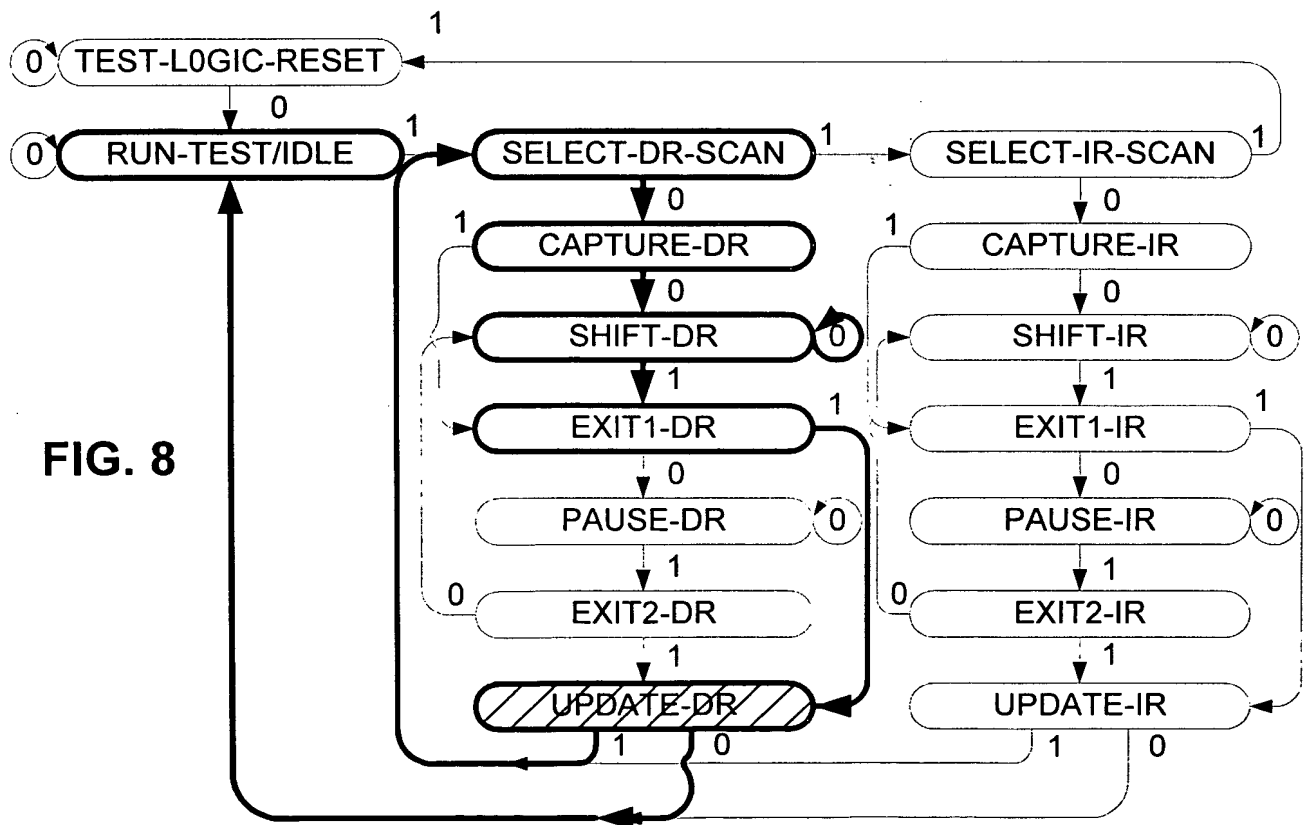 1
0 TEST-L0GIC-RESET
0
0 RUN-TEST/IDLE 1 SELECT-DR-SCAN 1 SELECT-IR-SCAN 1
0 0
1 CAPTURE-DR 1 CAPTURE-IR
0 0
SHIFT-DR 0 SHIFT-IR 0
1 1
EXIT1-DR 1 EXIT1-IR 1
FIG. 8
0 0
PAUSE-DR 0 PAUSE-IR 0
1 1
0 EXIT2-DR 0 EXIT2-IR
1 1
UPDATE-DR UPDATE-IR
1 0 1 0